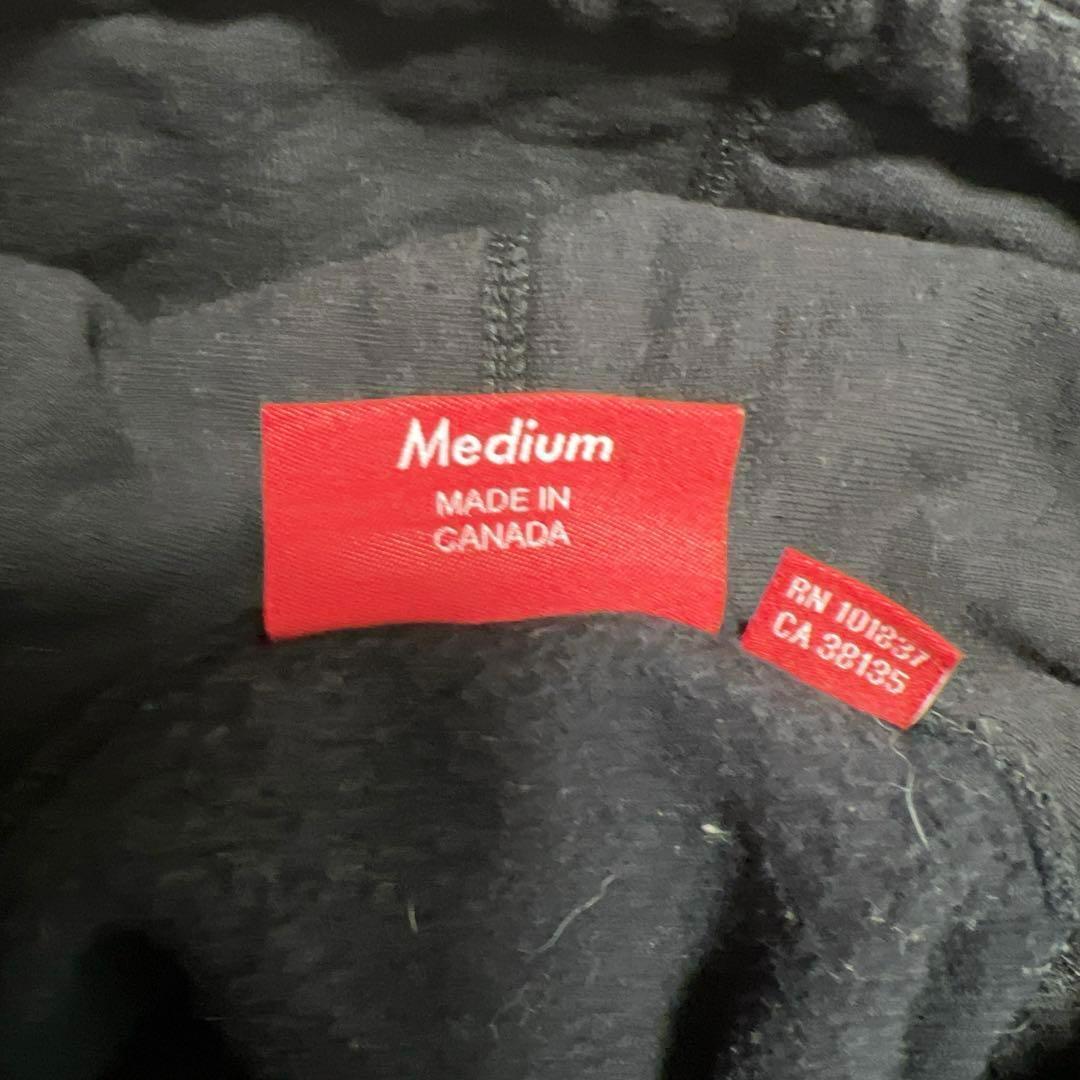 Medium
MADE IN
CANADA
RN 101837
CA 38135